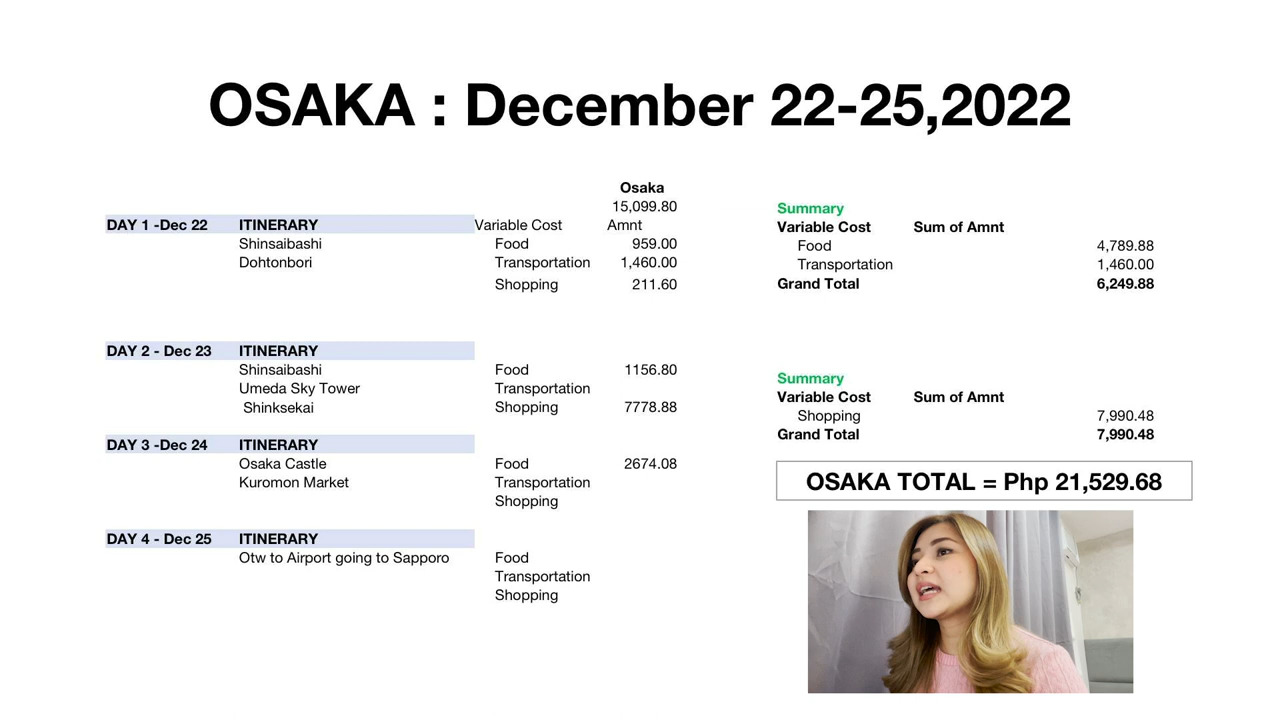 OSAKA : December 22-25,2022
Osaka
15,099.80
DAY 1 -Dec 22 ITINERARY Variable Cost Amnt
Shinsaibashi Food 959.00
Dohtonbori Transportation 1,460.00
Shopping 211.60
DAY 2 - Dec 23 ITINERARY
Shinsaibashi Food 1156.80
Umeda Sky Tower Transportation
Shinksekai Shopping 7778.88
DAY 3 -Dec 24 ITINERARY
Osaka Castle Food 2674.08
Kuromon Market Transportation
Shopping
DAY 4 - Dec 25 ITINERARY
Otw to Airport going to Sapporo Food
Transportation
Shopping
Summary
Variable Cost Sum of Amnt
Food 4,789.88
Transportation 1,460.00
Grand Total 6,249.88
Summary
Variable Cost Sum of Amnt
Shopping 7,990.48
Grand Total 7,990.48
OSAKA TOTAL = Php 21,529.68